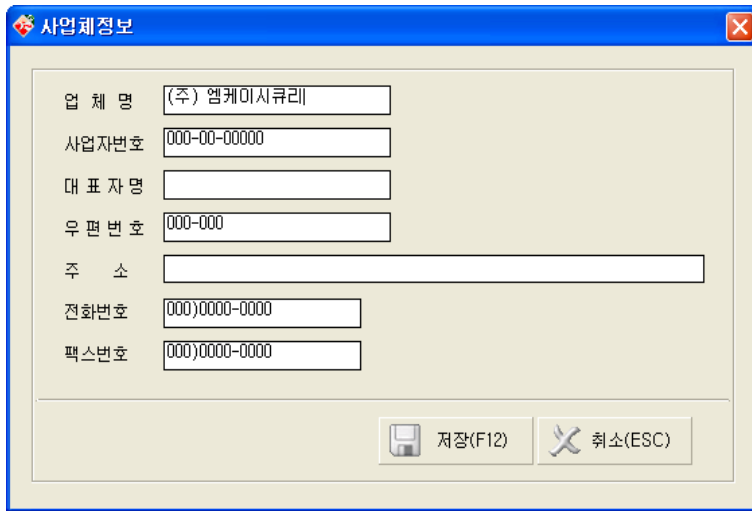 사업체정보
업 체 명 (주) 엠케이시큐리
사업자번호 000-00-00000
대 표 자 명
우 편 번 호 000-000
주 소
전화번호 000)0000-0000
팩스번호 000)0000-0000
저장(F12) 취소(ESC)